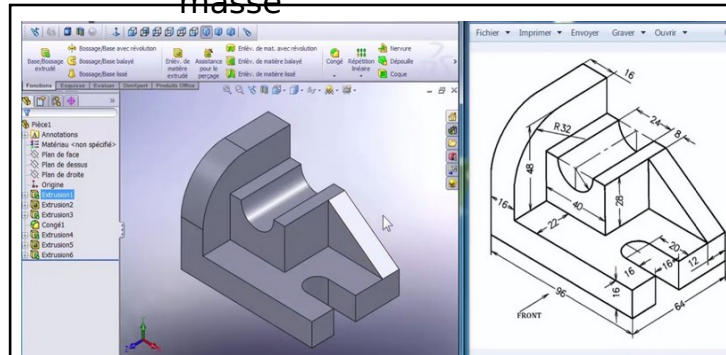 masse
Bossage/Base avec révolution
Base/Bossage extrudé
Bossage/Base balayé
Bossage/Base lissé
Enlèv. de matière extrudé
Assistance pour le perçage
Enlèv. de mat. avec révolution
Enlèv. de matière balayé
Enlèv. de matière lissé
Congé
Répétition linéaire
Nervure
Dépouille
Coque
Fonctions
Esquisse
Evaluer
DimXpert
Produits Office
Pièce1
Annotations
Matériau <non spécifié>
Plan de face
Plan de dessus
Plan de droite
Origine
Extrusion1
Extrusion2
Extrusion3
Congé1
Extrusion4
Extrusion5
Extrusion6
Fichier
Imprimer
Envoyer
Graver
Ouvrir
16
R32
24
8
48
40
28
16
22
20
16
16
12
16
96
64
FRONT